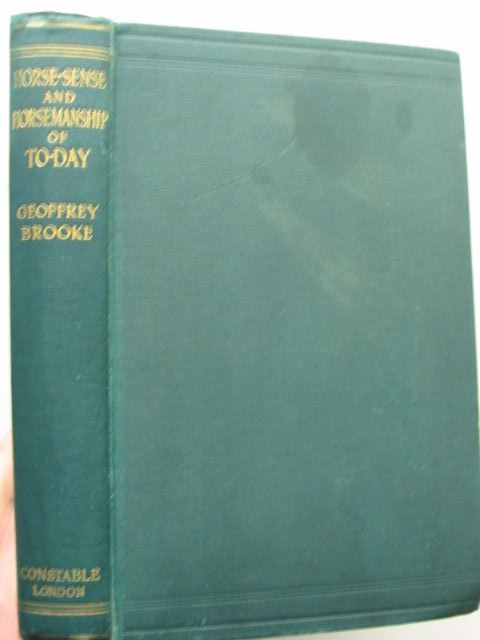 HORSE-SENSE
AND
HORSEMANSHIP
OF
TO-DAY
GEOFFREY
BROOKE
CONSTABLE
LONDON